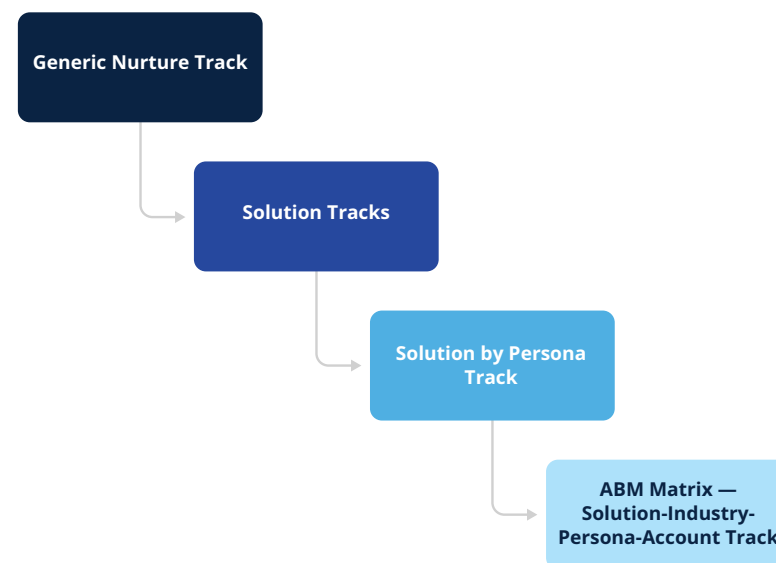 Generic Nurture Track
Solution Tracks
Solution by Persona
Track
ABM Matrix —
Solution-Industry-
Persona-Account Track